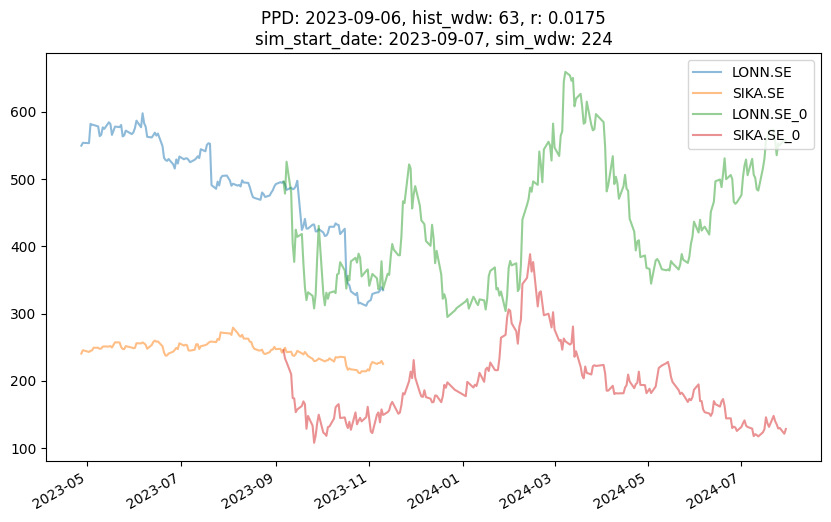 PPD: 2023-09-06, hist_wdw: 63, r: 0.0175
sim_start_date: 2023-09-07, sim_wdw: 224
LONN.SE
SIKA.SE
LONN.SE_0
SIKA.SE_0
600
500
400
300
200
100
2023-05
2023-07
2023-09
2023-11
2024-01
2024-03
2024-05
2024-07